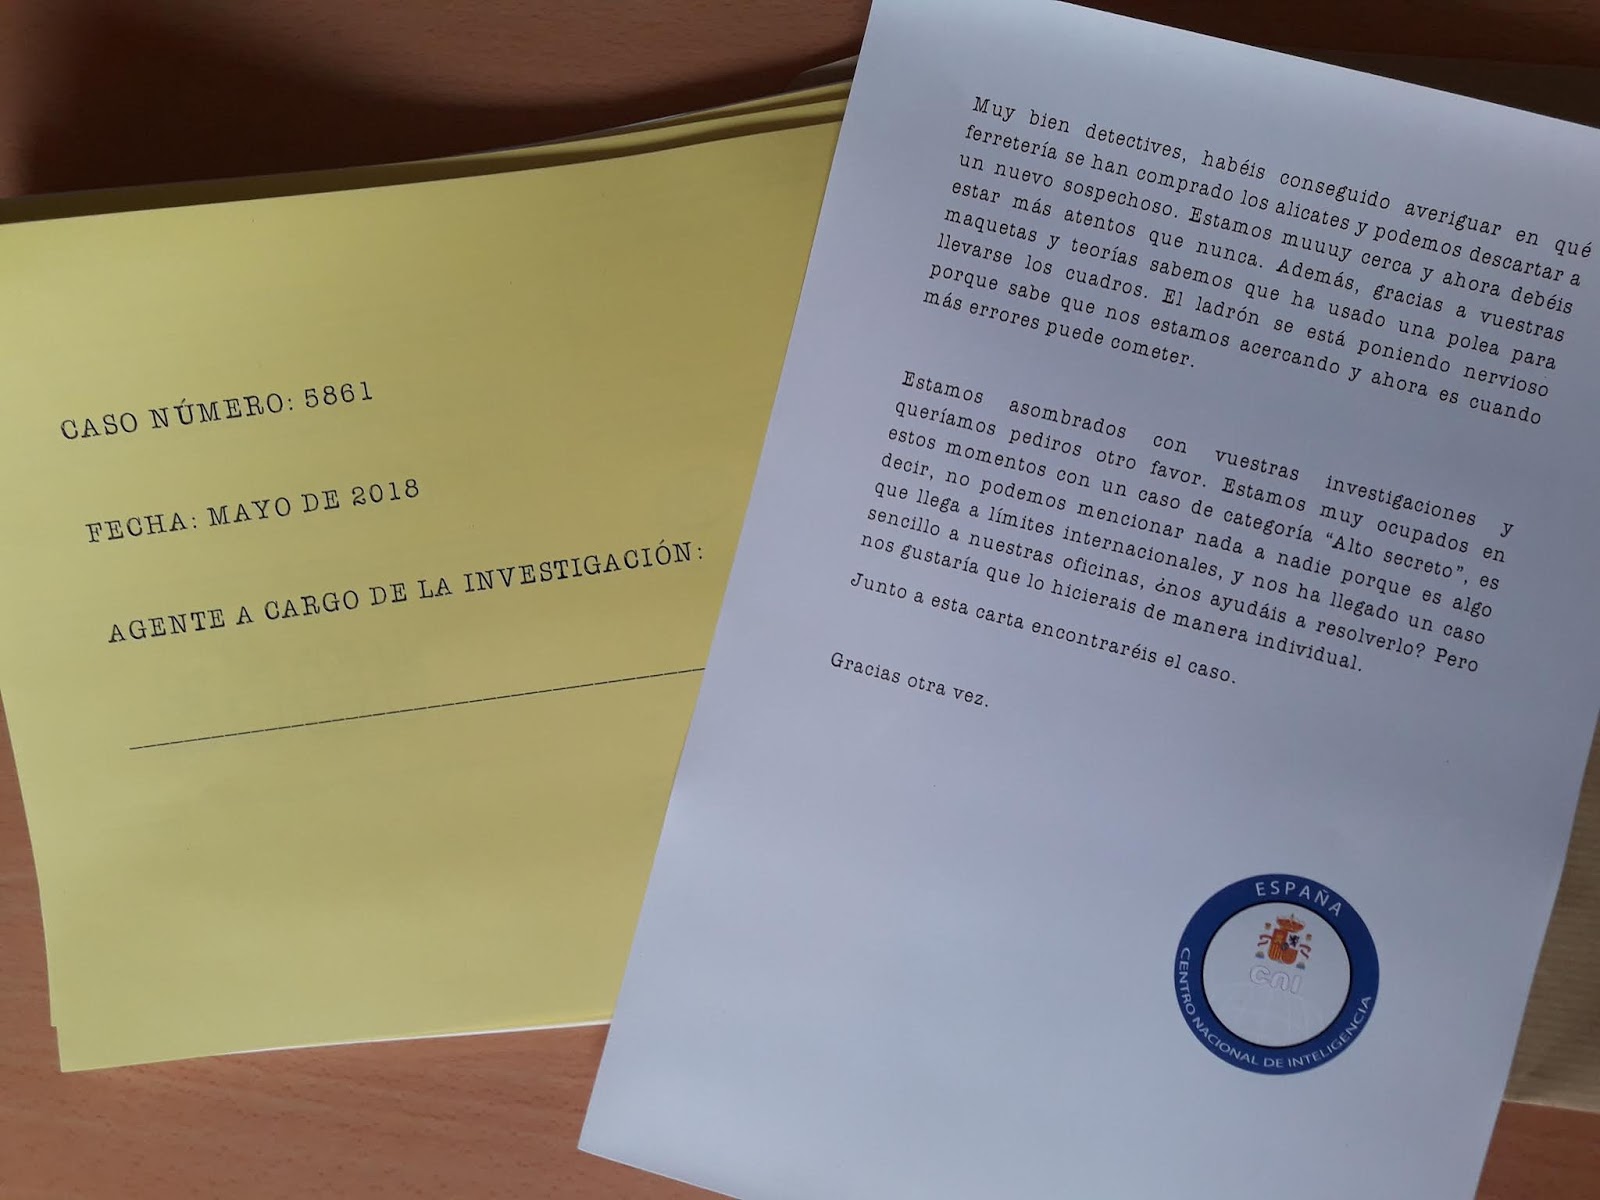 CASO NÚMERO: 5861
FECHA: MAYO DE 2018
AGENTE A CARGO DE LA INVESTIGACIÓN:
Muy bien detectives, habéis conseguido averiguar en qué
ferretería se han comprado los alicates y podemos descartar a
un nuevo sospechoso. Estamos muuuy cerca y ahora debéis
estar más atentos que nunca. Además, gracias a vuestras
maquetas y teorías sabemos que ha usado una polea para
llevarse los cuadros. El ladrón se está poniendo nervioso
porque sabe que nos estamos acercando y ahora es cuando
más errores puede cometer.
Estamos asombrados con vuestras investigaciones y
queríamos pediros otro favor. Estamos muy ocupados en
estos momentos con un caso de categoría “Alto secreto”, es
decir, no podemos mencionar nada a nadie porque es algo
que llega a límites internacionales, y nos ha llegado un caso
sencillo a nuestras oficinas, ¿nos ayudáis a resolverlo? Pero
nos gustaría que lo hicierais de manera individual.
Junto a esta carta encontraréis el caso.
Gracias otra vez.
ESPAÑA
cni
CENTRO NACIONAL DE INTELIGENCIA